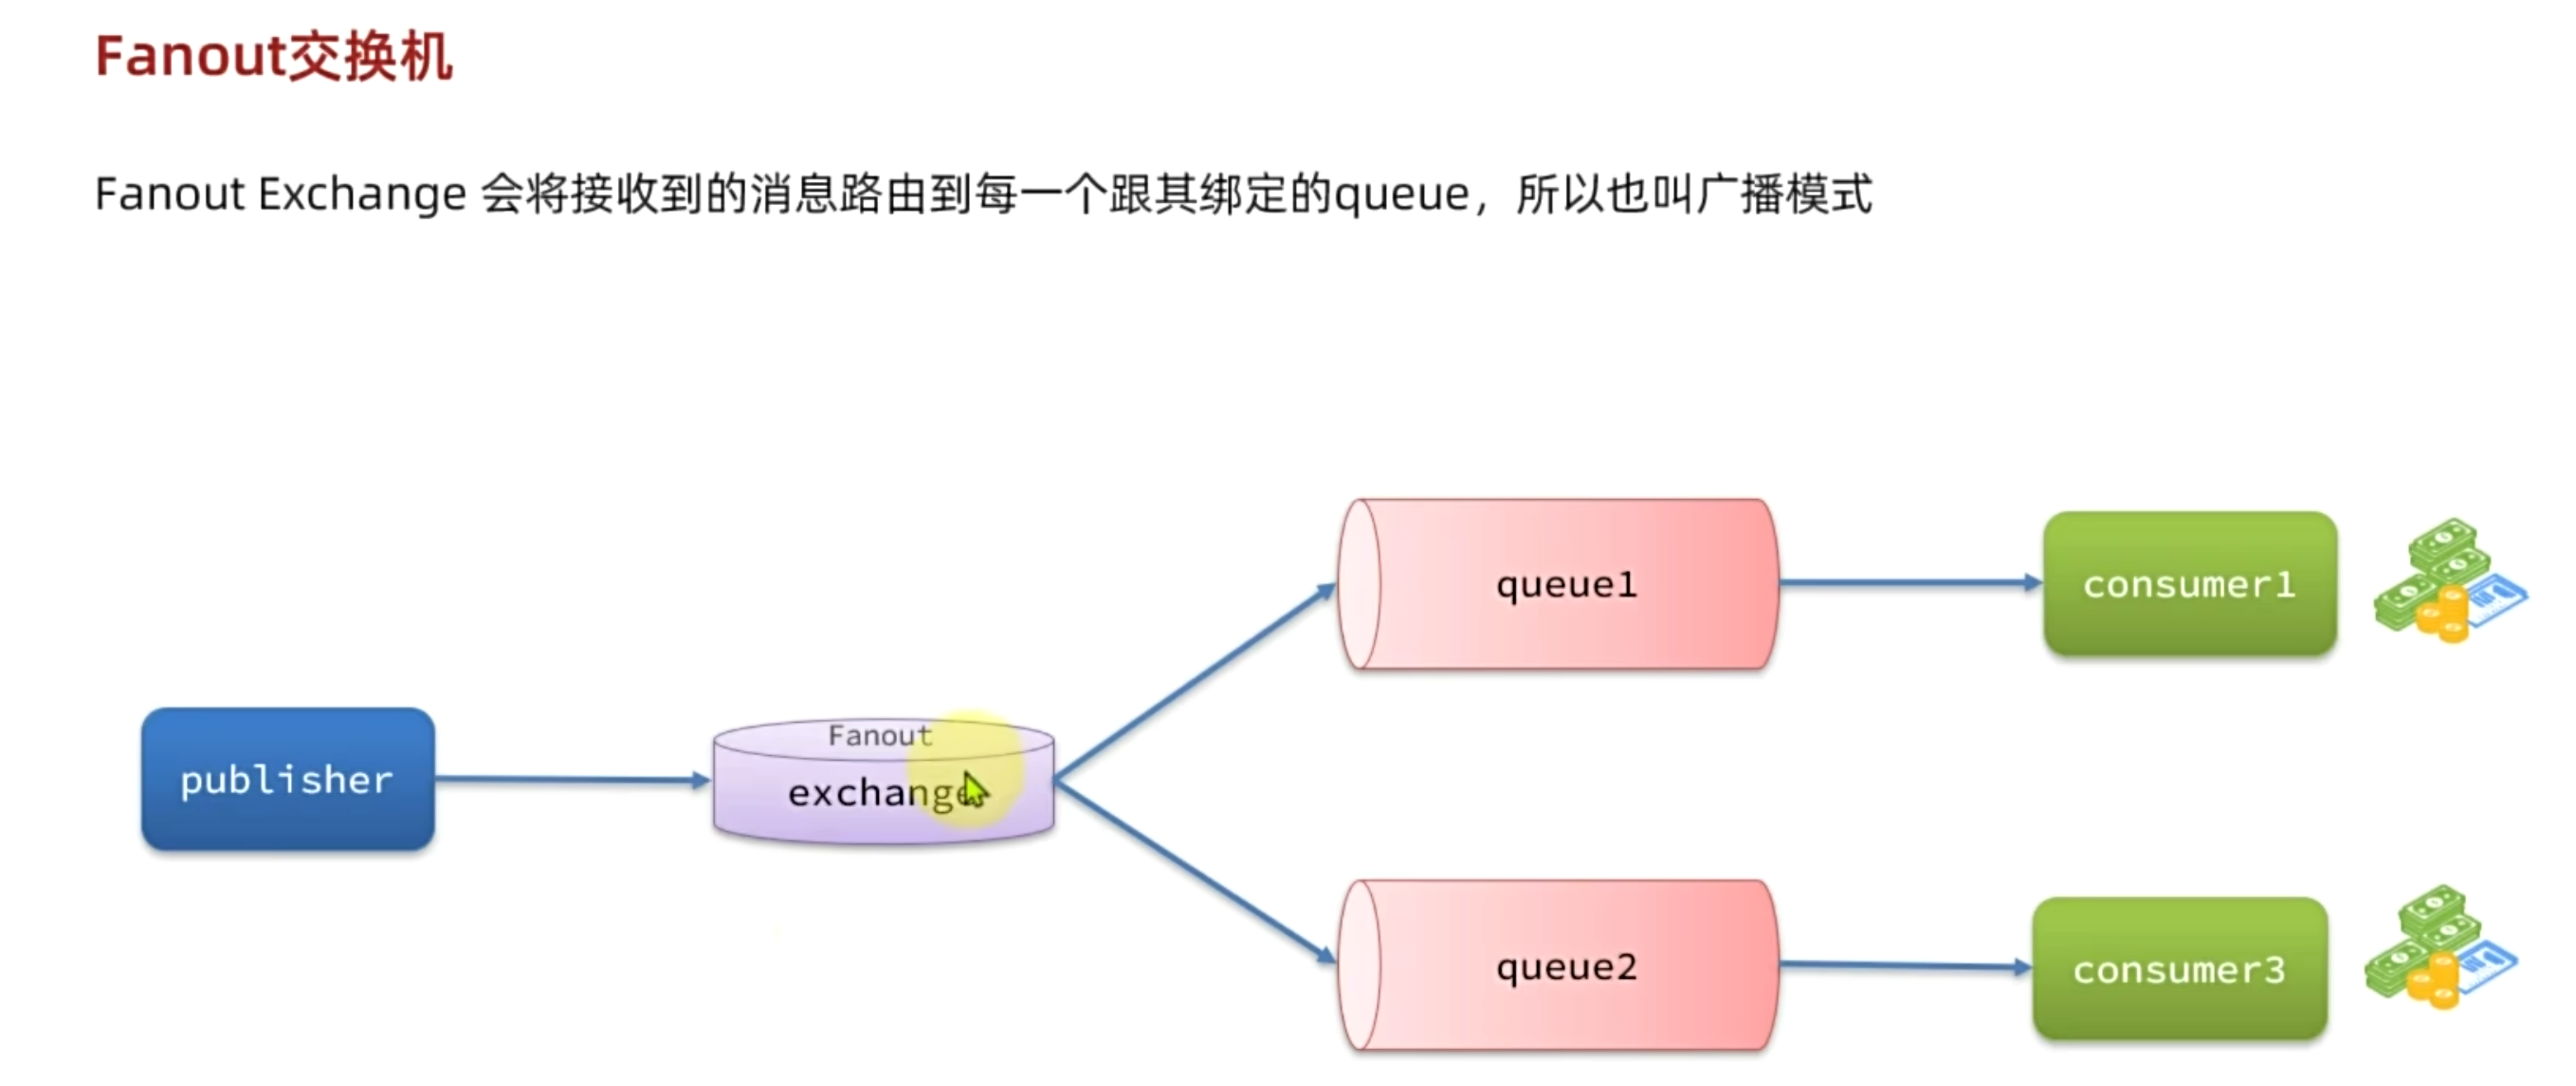 Fanout交换机
Fanout Exchange 会将接收到的消息路由到每一个跟其绑定的queue，所以也叫广播模式
queue1
consumer1
publisher
Fanout
exchange
queue2
consumer3